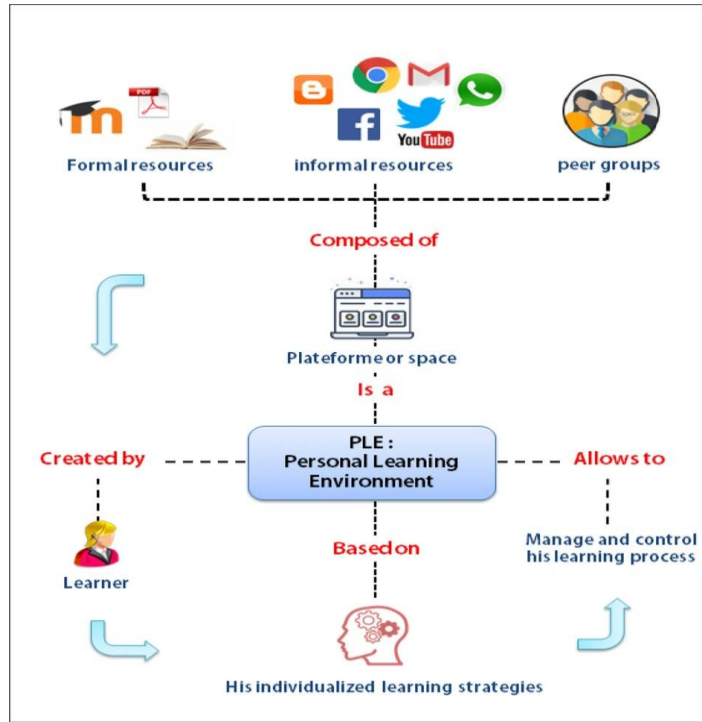 PDF
YouTube
Formal resources
informal resources
peer groups
Composed of
Plateforme or space
Is a
PLE :
Personal Learning
Environment
Created by
Allows to
Learner
Based on
Manage and control
his learning process
His individualized learning strategies